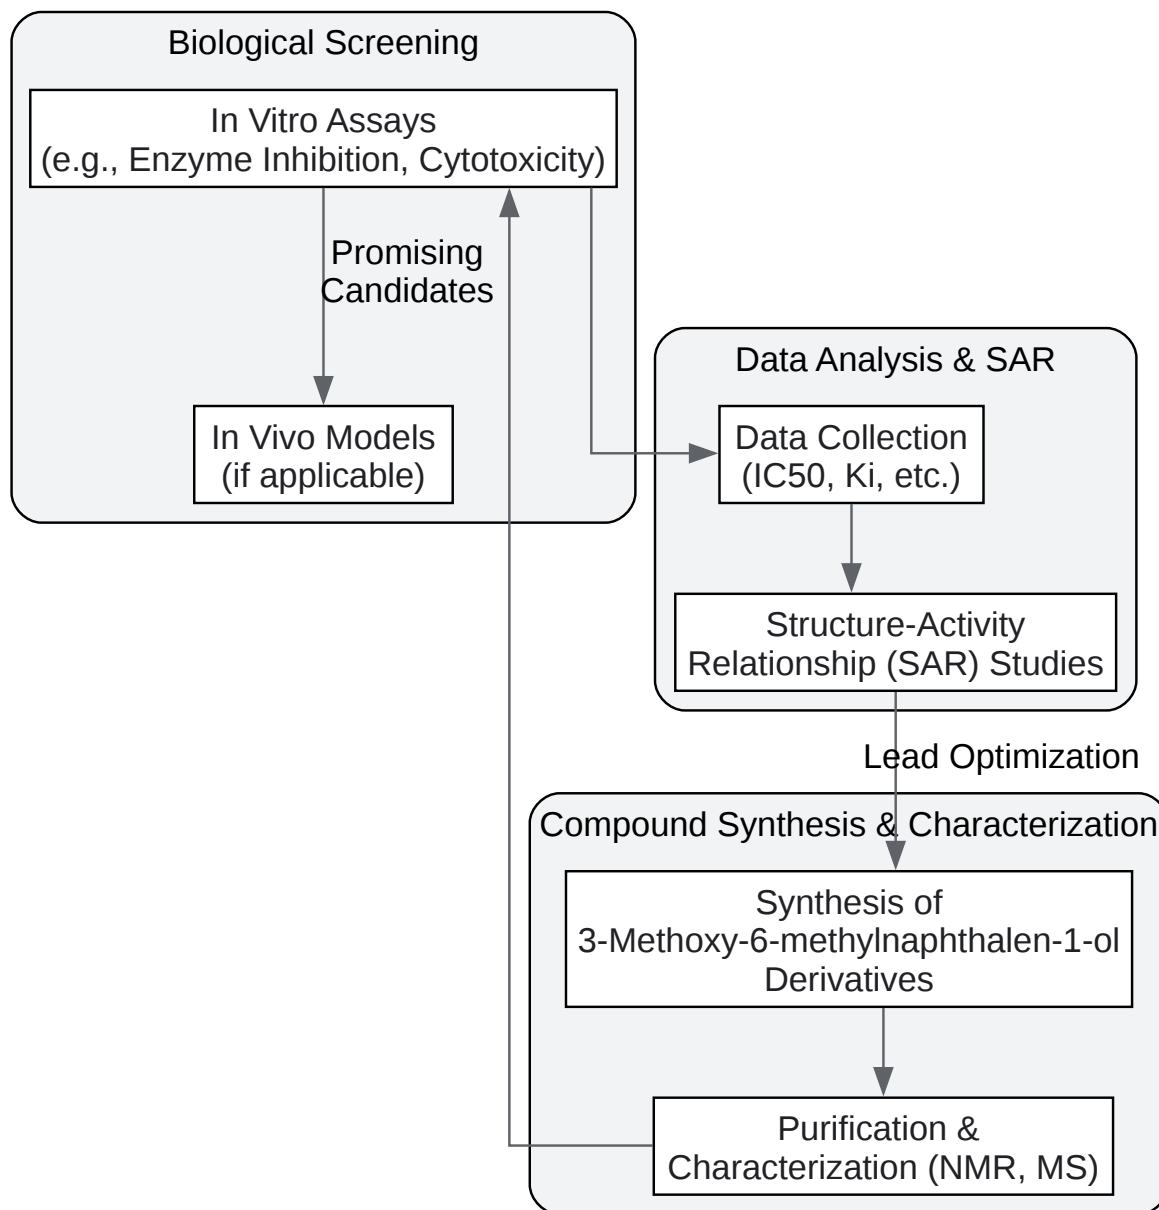 Biological Screening
In Vitro Assays
(e.g., Enzyme Inhibition, Cytotoxicity)
Promising
Candidates
In Vivo Models
(if applicable)
Data Analysis & SAR
Data Collection
(IC50, Ki, etc.)
Structure-Activity
Relationship (SAR) Studies
Lead Optimization
Compound Synthesis & Characterization
Synthesis of
3-Methoxy-6-methylnaphthalen-1-ol
Derivatives
Purification &
Characterization (NMR, MS)